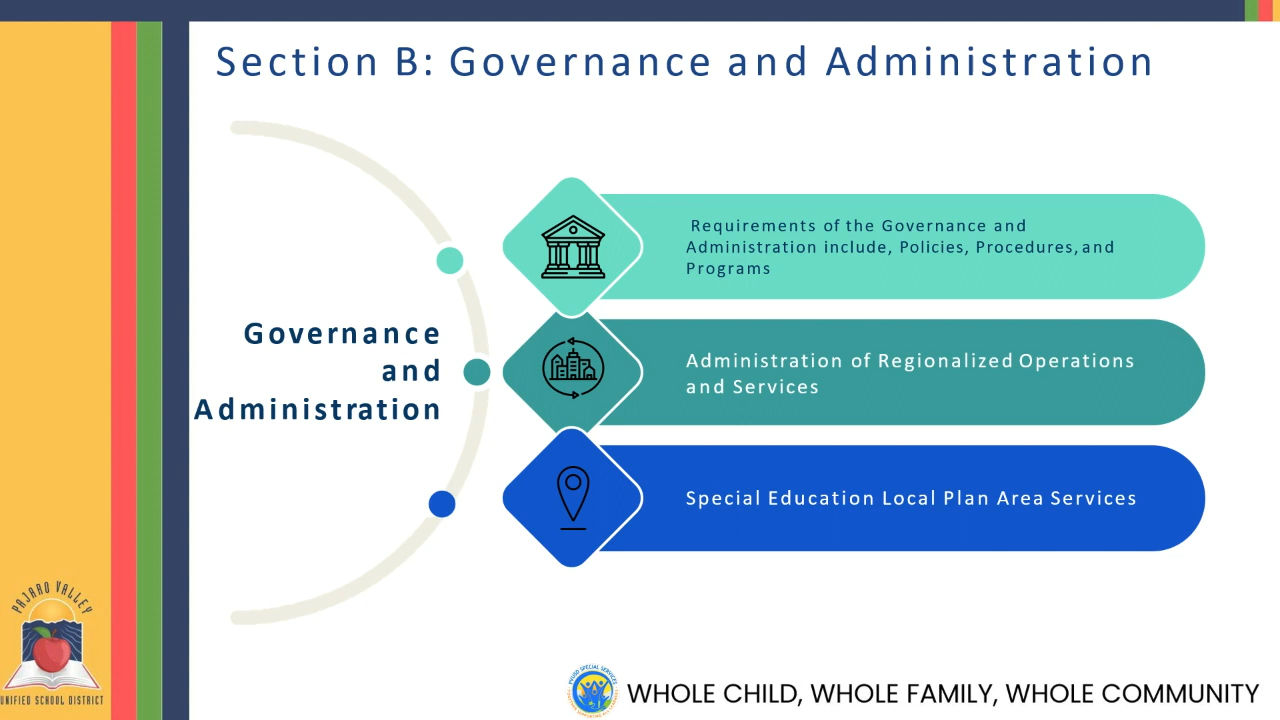 Section B: Governance and Administration
Requirements of the Governance and
Administration include, Policies, Procedures, and
Programs
Governance
and
Administration
Administration of Regionalized Operations
and Services
Special Education Local Plan Area Services
PAJARO VALLEY
UNIFIED SCHOOL DISTRICT
WHOLE CHILD, WHOLE FAMILY, WHOLE COMMUNITY